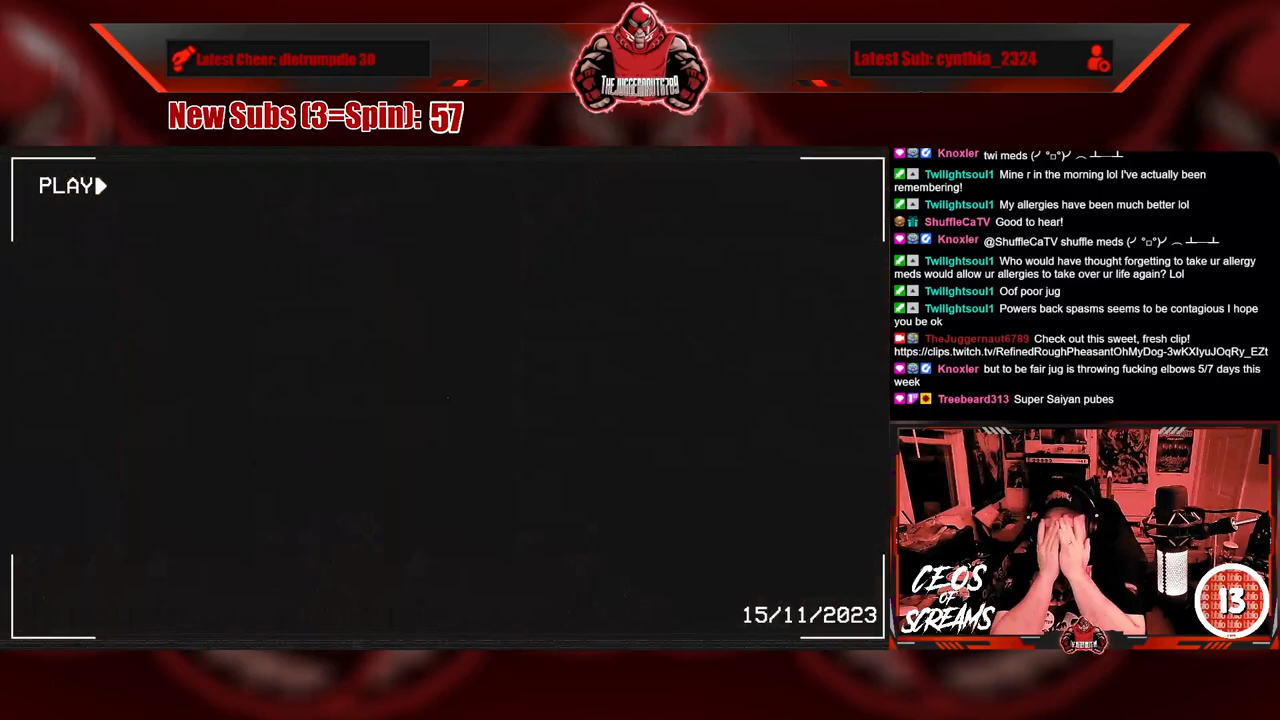 Latest Cheer: dietrumpdie 30
THEJUGGERNAUT6789
Latest Sub: cynthia_2324
New Subs (3=Spin): 57
PLAY
15/11/2023
Knoxler twi meds (╯°□°)╯︵ ┻━┻
Twilightsoul1 Mine r in the morning lol I've actually been
remembering!
Twilightsoul1 My allergies have been much better lol
ShuffleCaTV Good to hear!
Knoxler @ShuffleCaTV shuffle meds (╯°□°)╯︵ ┻━┻
Twilightsoul1 Who would have thought forgetting to take ur allergy
meds would allow ur allergies to take over ur life again? Lol
Twilightsoul1 Oof poor jug
Twilightsoul1 Powers back spasms seems to be contagious I hope
you be ok
TheJuggernaut6789 Check out this sweet, fresh clip!
https://clips.twitch.tv/RefinedRoughPheasantOhMyDog-3wKXIyuJOqRy_EZt
Knoxler but to be fair jug is throwing fucking elbows 5/7 days this
week
Treebeard313 Super Saiyan pubes
CEOS
OF
SCREAMS
13